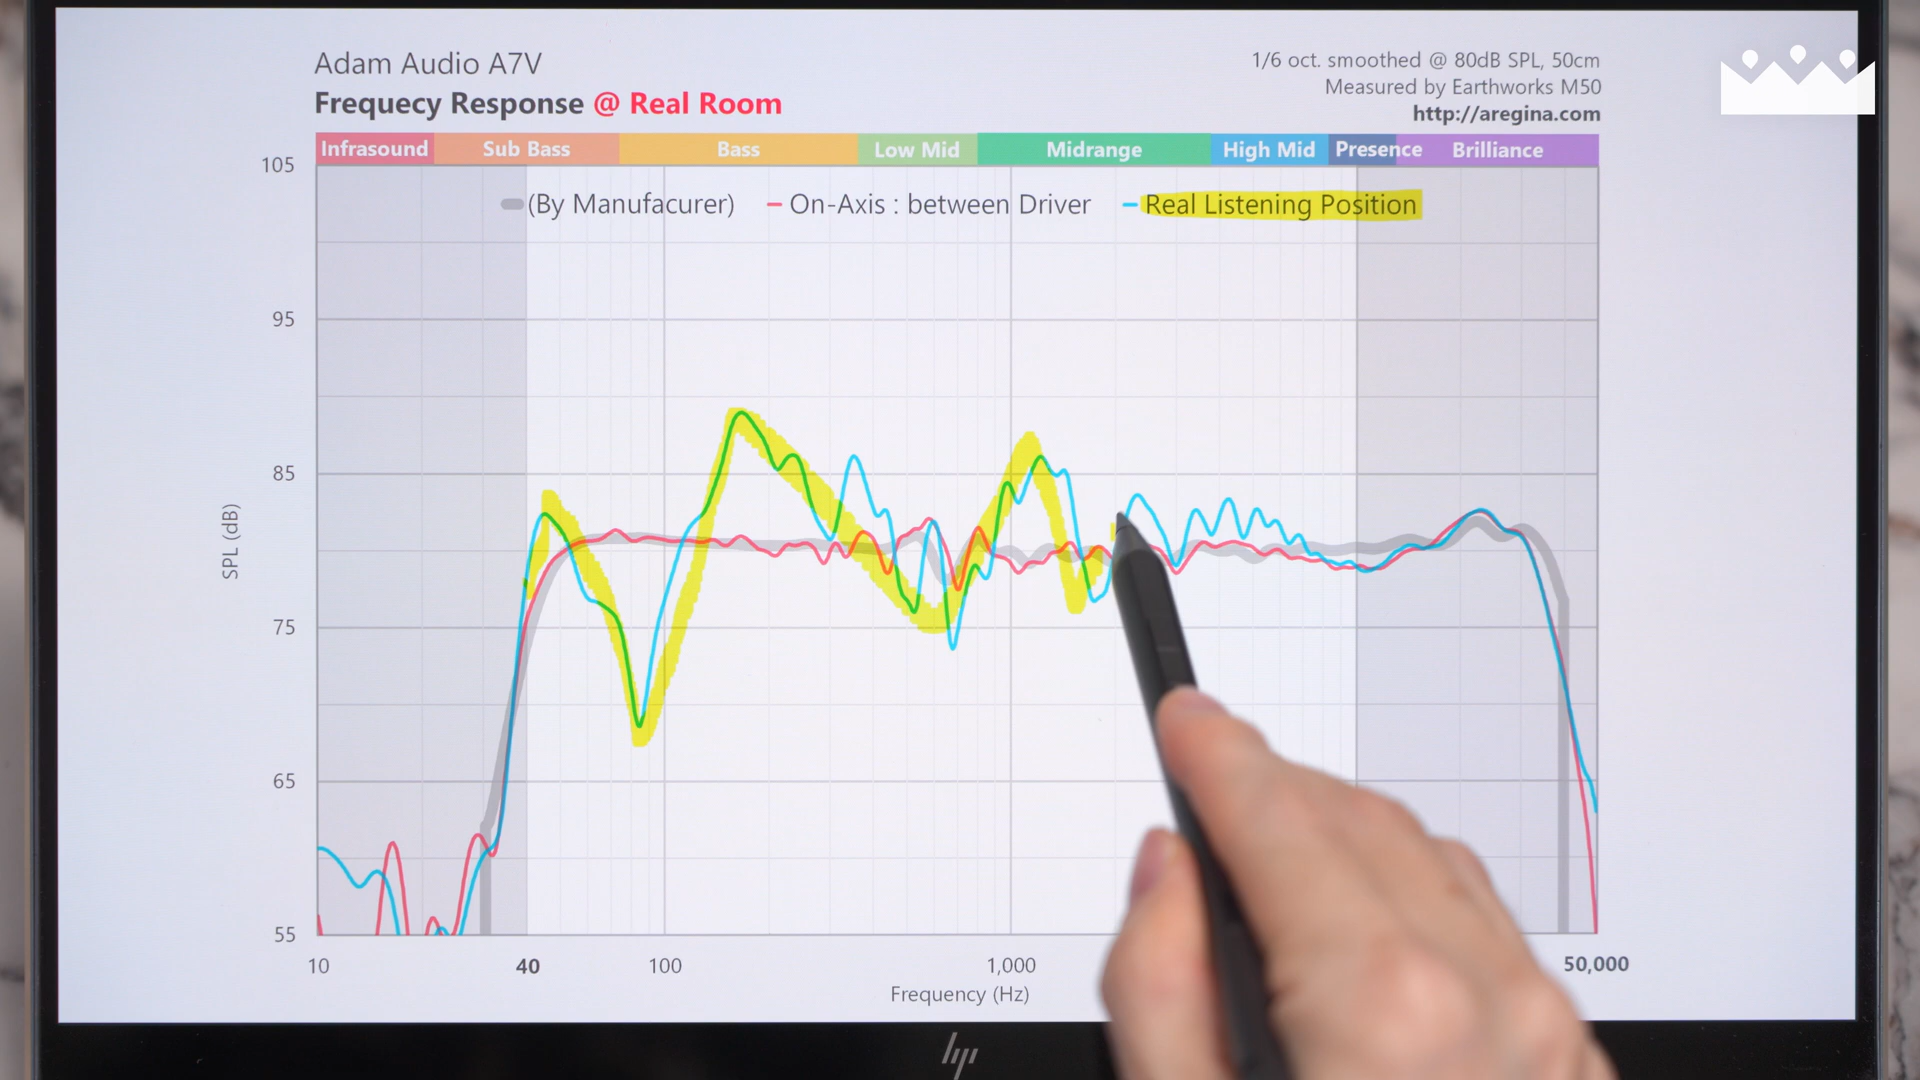 Adam Audio A7V
Frequecy Response @ Real Room
1/6 oct. smoothed @ 80dB SPL, 50cm
Measured by Earthworks M50
http://aregina.com
Infrasound Sub Bass Bass Low Mid Midrange High Mid Presence Brilliance
(By Manufacurer) On-Axis : between Driver Real Listening Position
105
95
85
75
65
55
SPL (dB)
10 40 100 1,000 50,000
Frequency (Hz)
hp